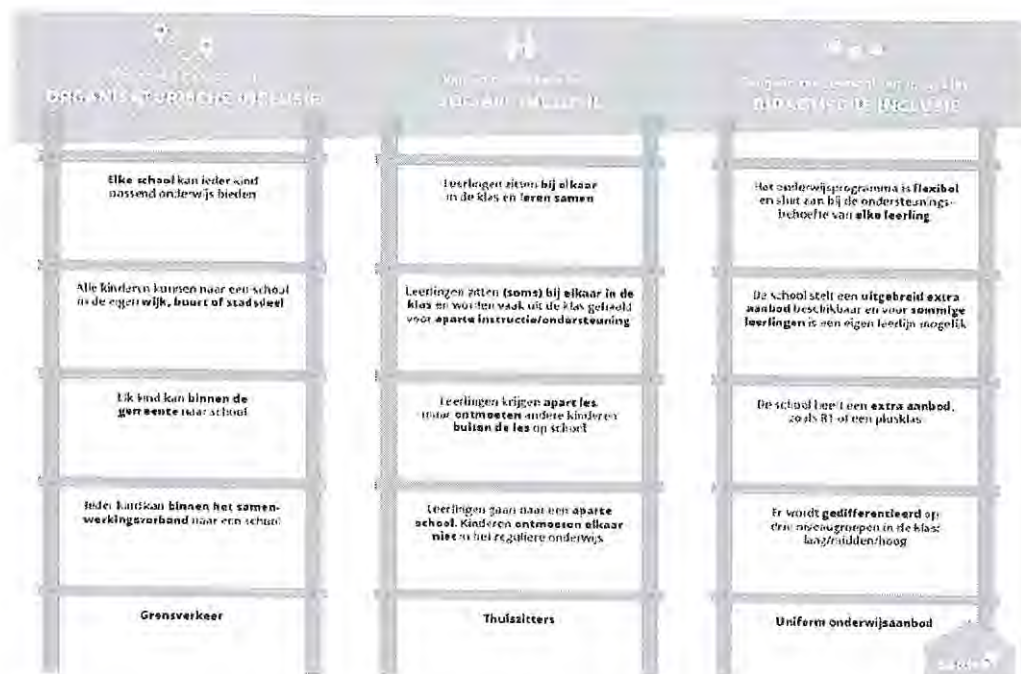 ORGANISATORISCHE INCLUSIE
Elke school kan ieder kind
passend onderwijs bieden
Alle kinderen kunnen naar een school
in de eigen wijk, buurt of stadsdeel
Elk kind kan binnen de
gemeente naar school
Ieder kind kan binnen het samen-
werkingsverband naar een school
Grensverkeer
SOCIALE INCLUSIE
Leerlingen zitten bij elkaar
in de klas en leren samen
Leerlingen zitten (soms) bij elkaar in de
klas en worden vaak uit de klas gehaald
voor aparte instructie/ondersteuning
Leerlingen krijgen apart les
maar ontmoeten andere kinderen
buiten de les op school
Leerlingen gaan naar een aparte
school. Kinderen ontmoeten elkaar
niet in het reguliere onderwijs
Thuiszitters
INCLUSIE
Het onderwijsprogramma is flexibel
en sluit aan bij de ondersteunings-
behoefte van elke leerling
De school stelt een uitgebreid extra
aanbod beschikbaar en voor sommige
leerlingen is een eigen leerlijn mogelijk
De school heeft een extra aanbod,
zoals RT of een plusklas
Er wordt gedifferentieerd op
drie niveaugroepen in de klas:
laag/midden/hoog
Uniform onderwijsaanbod